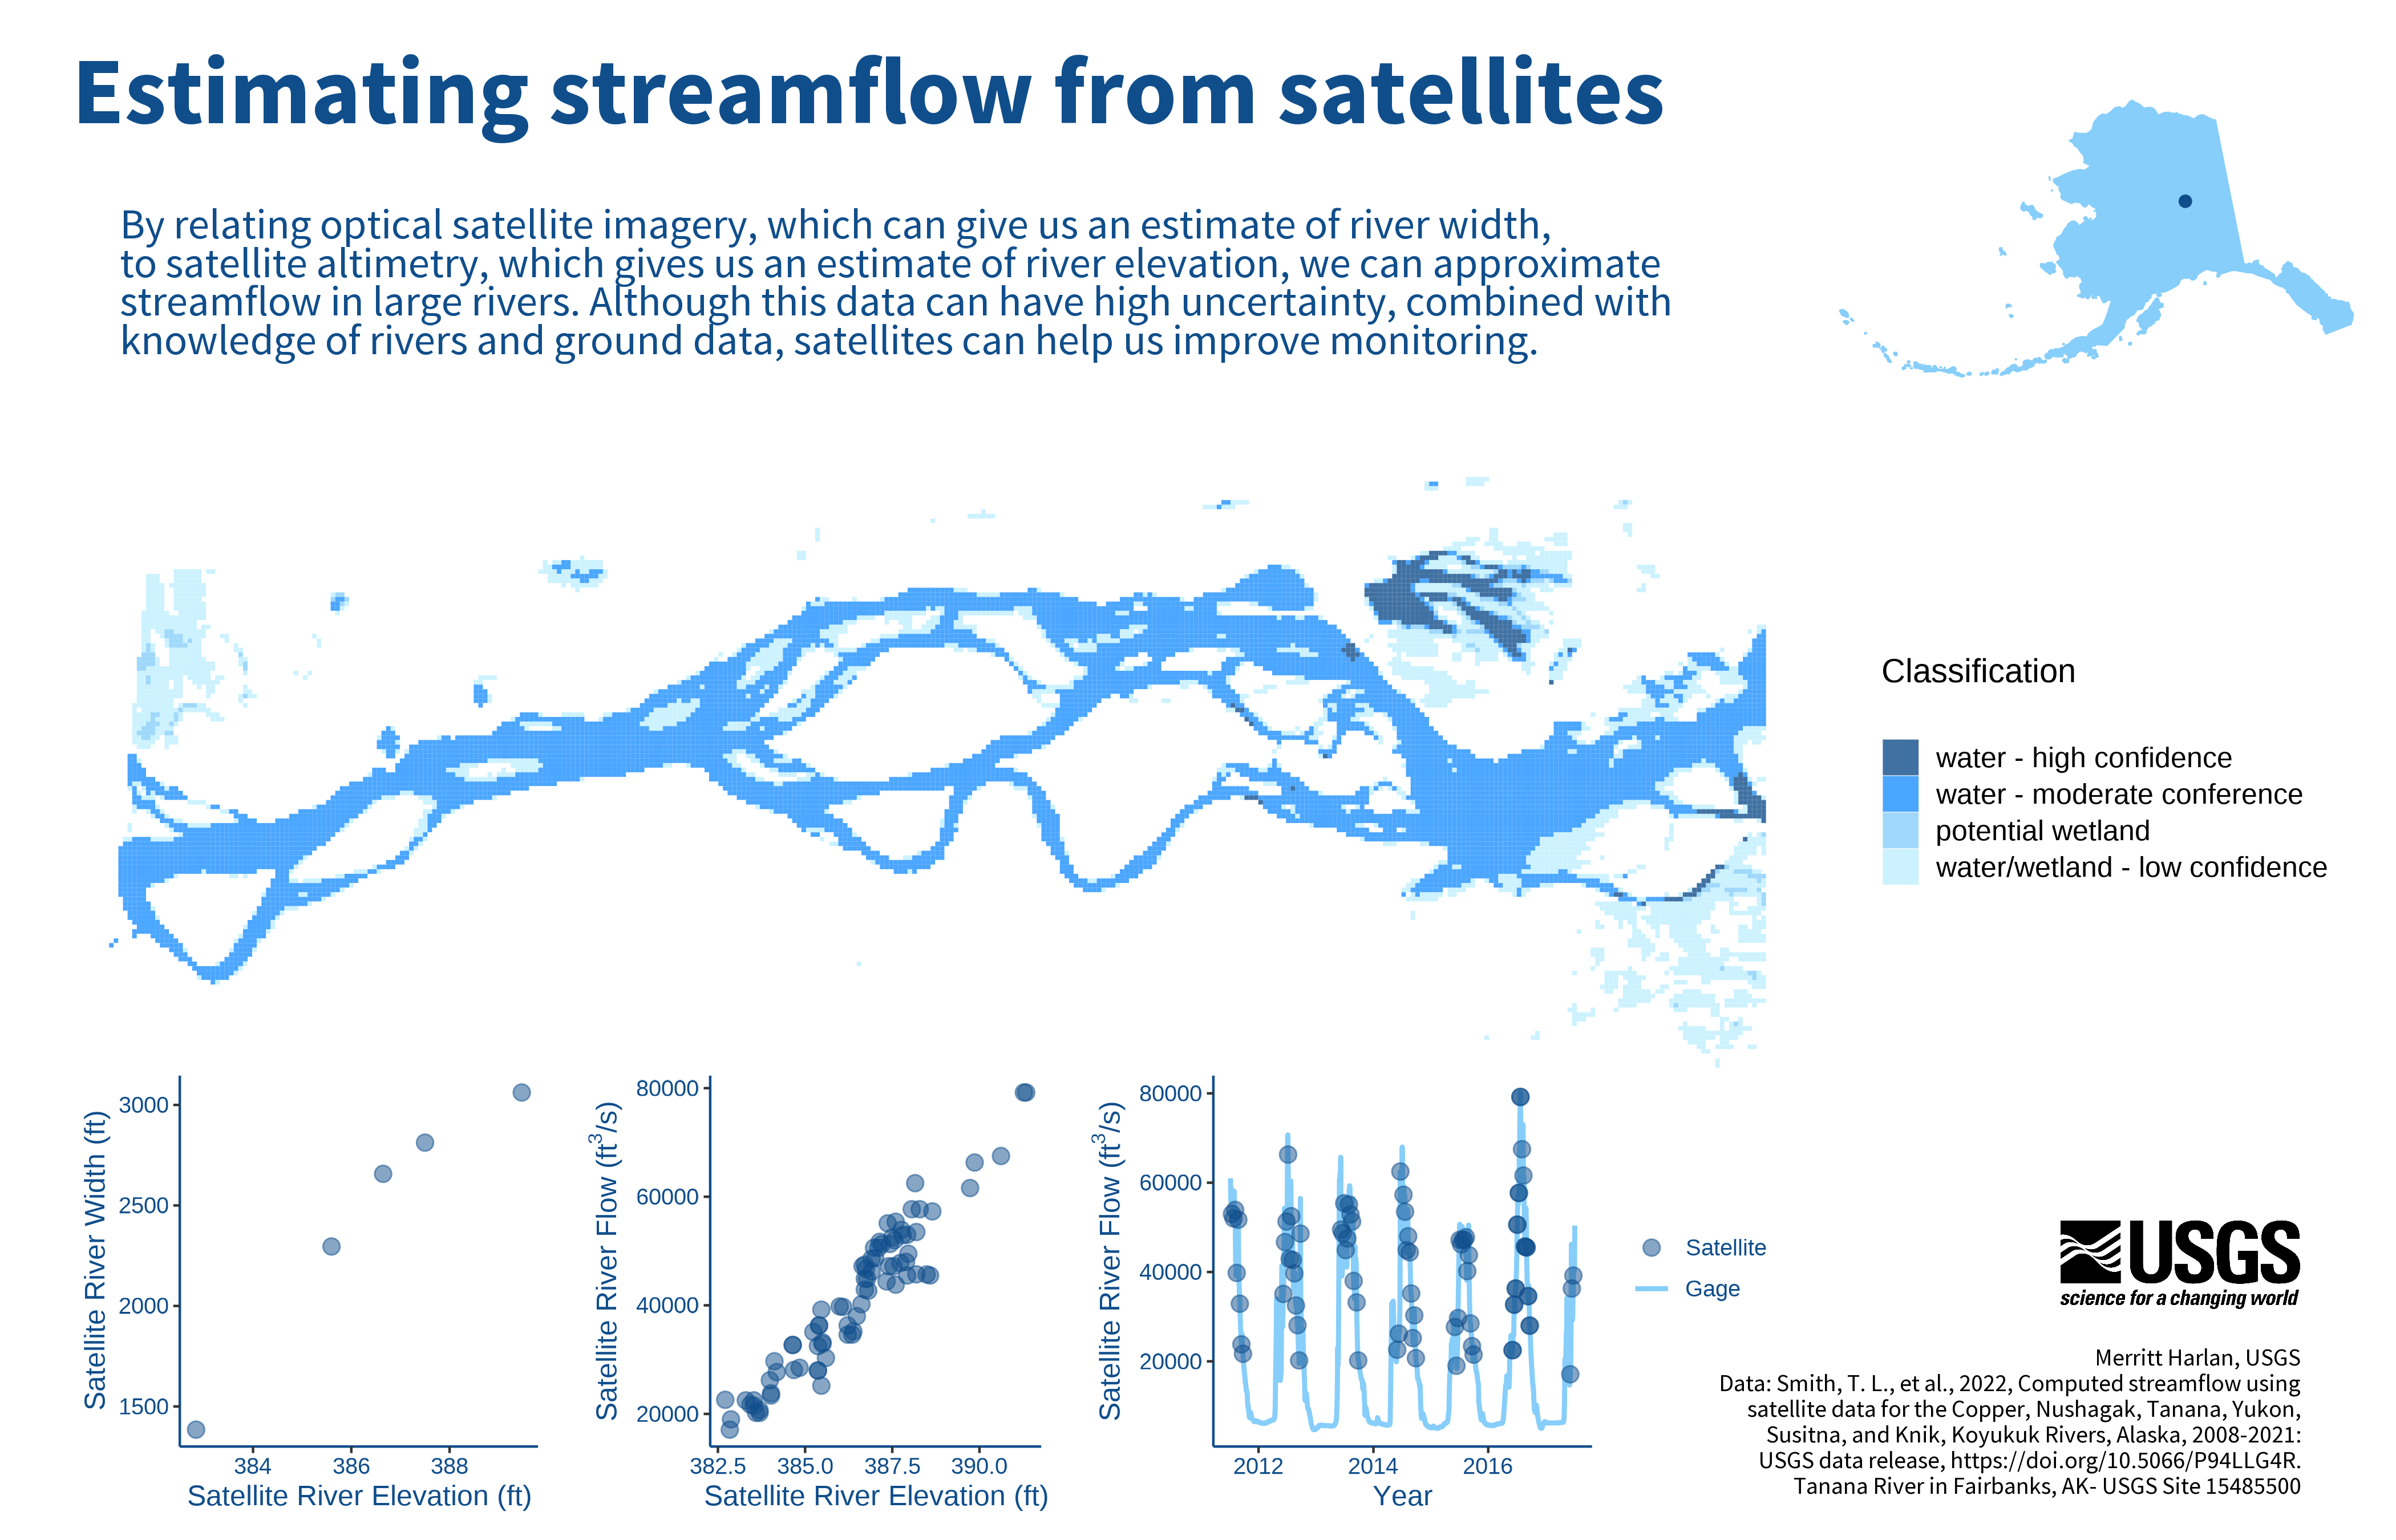 Estimating streamflow from satellites
By relating optical satellite imagery, which can give us an estimate of river width,
to satellite altimetry, which gives us an estimate of river elevation, we can approximate
streamflow in large rivers. Although this data can have high uncertainty, combined with
knowledge of rivers and ground data, satellites can help us improve monitoring.
Classification
water - high confidence
water - moderate conference
potential wetland
water/wetland - low confidence
Satellite River Width (ft)
3000
2500
2000
1500
384 386 388
Satellite River Elevation (ft)
Satellite River Flow (ft³/s)
80000
60000
40000
20000
382.5 385.0 387.5 390.0
Satellite River Elevation (ft)
Satellite River Flow (ft³/s)
80000
60000
40000
20000
2012 2014 2016
Year
Satellite
Gage
USGS
science for a changing world
Merritt Harlan, USGS
Data: Smith, T. L., et al., 2022, Computed streamflow using
satellite data for the Copper, Nushagak, Tanana, Yukon,
Susitna, and Knik, Koyukuk Rivers, Alaska, 2008-2021:
USGS data release, https://doi.org/10.5066/P94LLG4R.
Tanana River in Fairbanks, AK- USGS Site 15485500